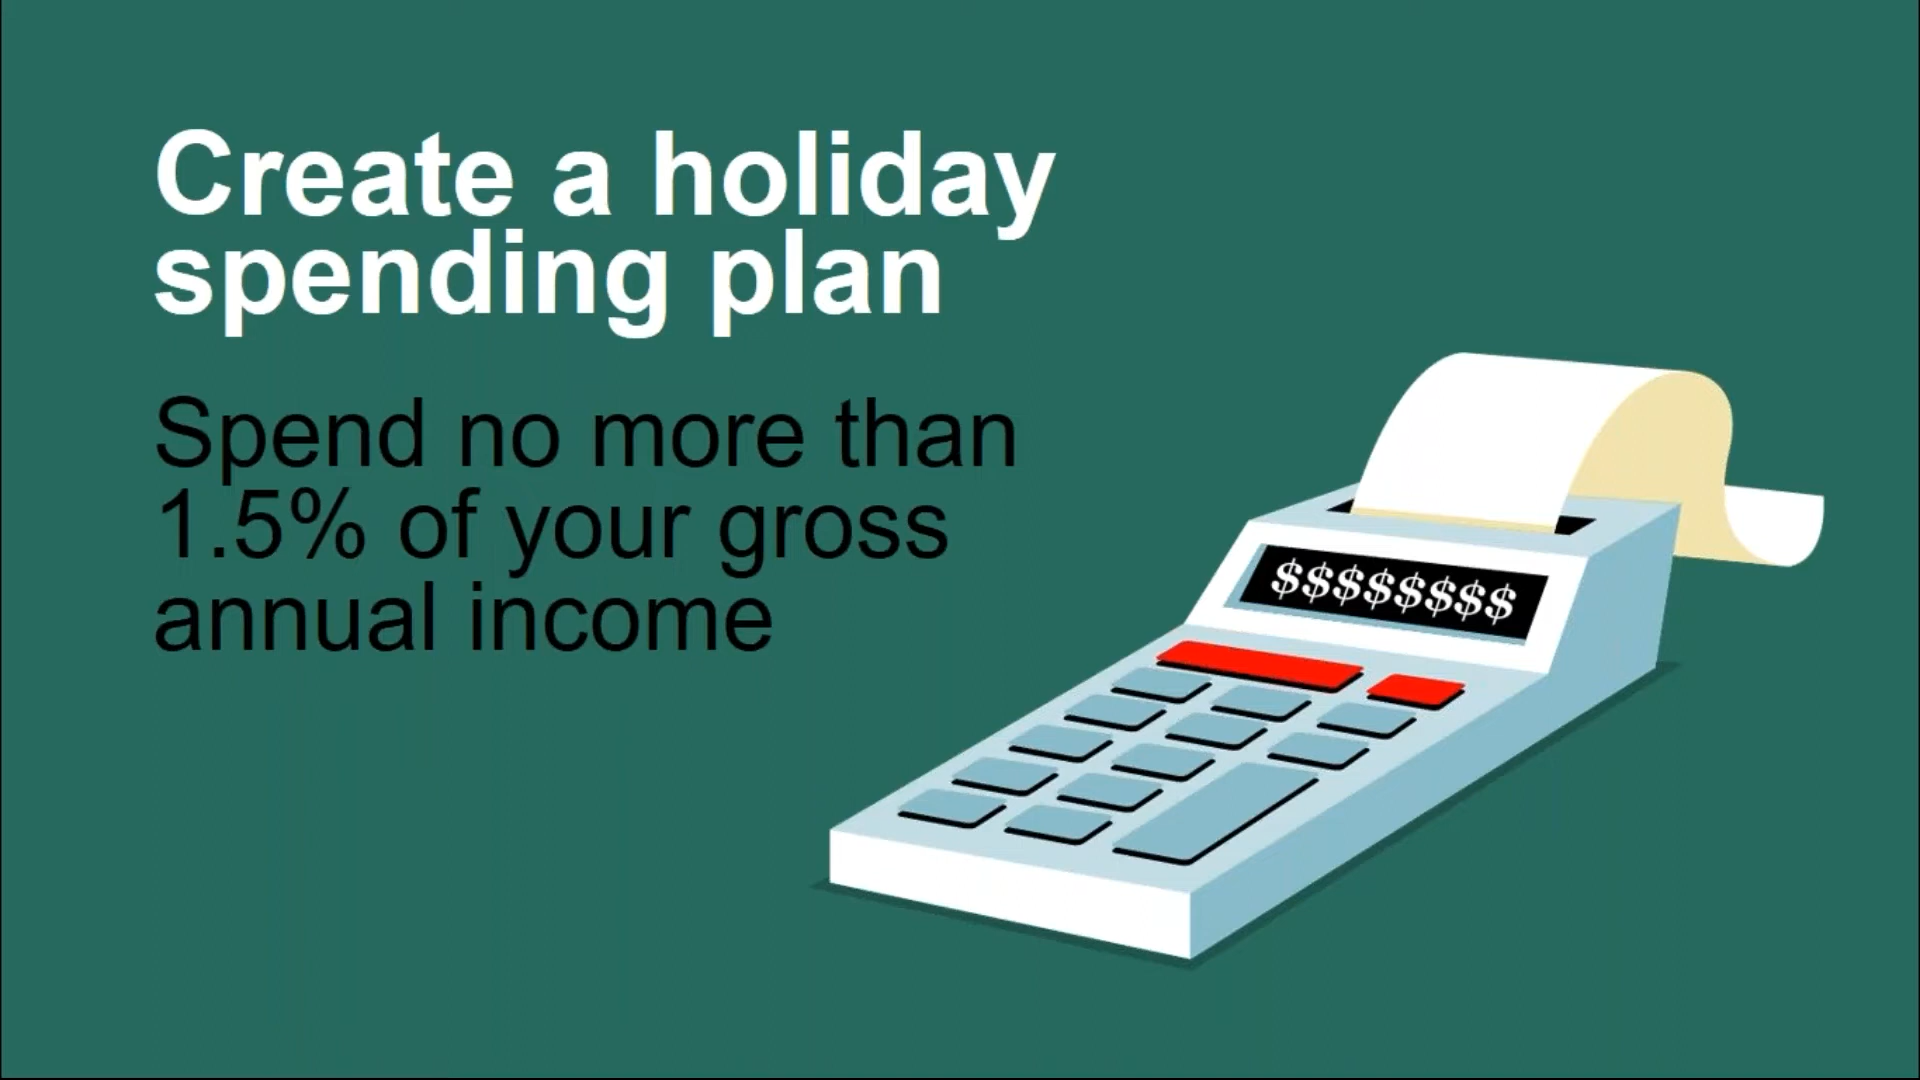 Create a holiday
spending plan
Spend no more than
1.5% of your gross
annual income
$$$$$$$$